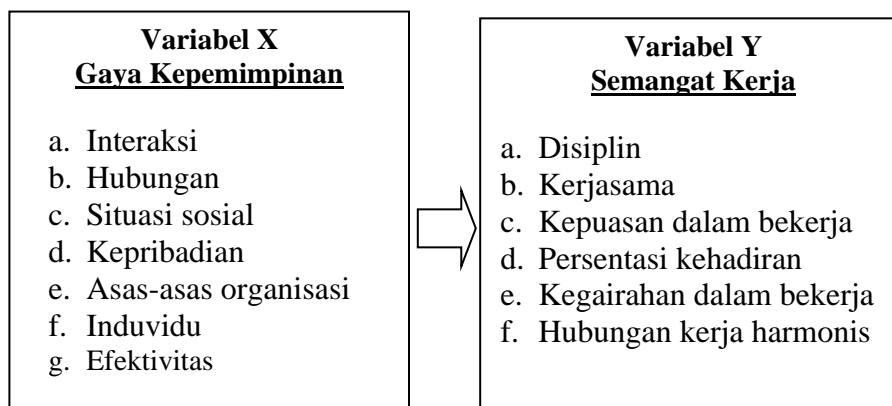 Variabel X
Gaya Kepemimpinan
a. Interaksi
b. Hubungan
c. Situasi sosial
d. Kepribadian
e. Asas-asas organisasi
f. Induvidu
g. Efektivitas
Variabel Y
Semangat Kerja
a. Disiplin
b. Kerjasama
c. Kepuasan dalam bekerja
d. Persentasi kehadiran
e. Kegairahan dalam bekerja
f. Hubungan kerja harmonis